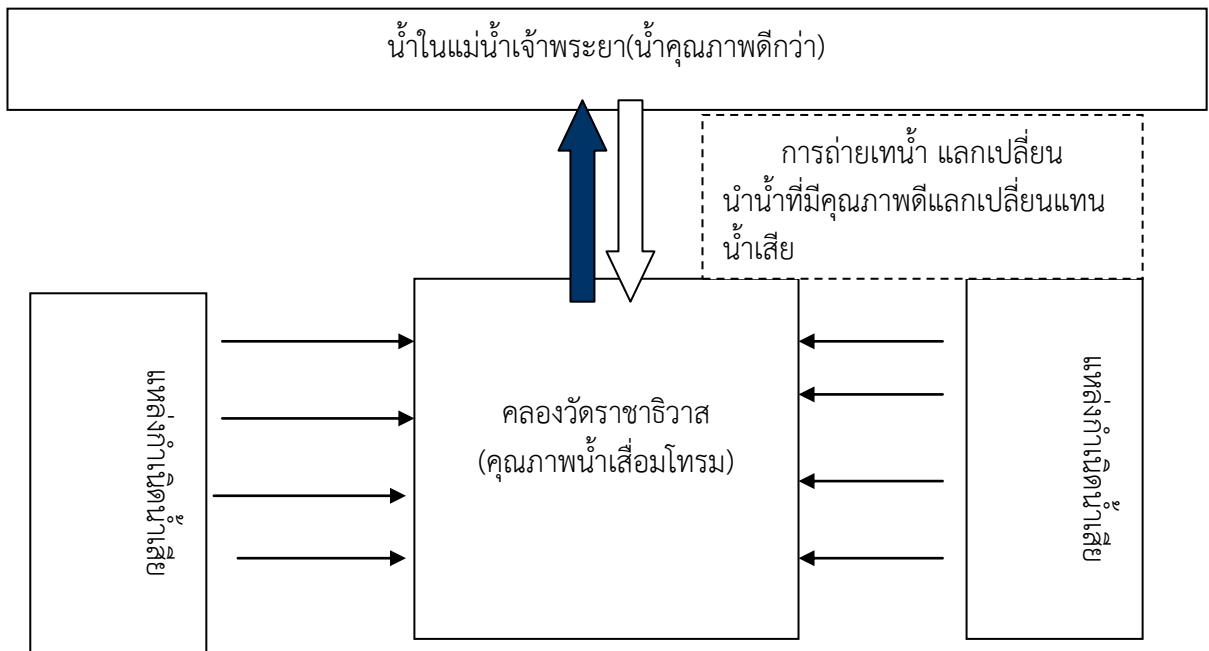 น้ำในแม่น้ำเจ้าพระยา(น้ำคุณภาพดีกว่า)
การถ่ายเทน้ำ แลกเปลี่ยน
นำน้ำที่มีคุณภาพดีแลกเปลี่ยนแทน
น้ำเสีย
แหล่งกำเนิดน้ำเสีย
คลองวัดราชาธิวาส
(คุณภาพน้ำเสื่อมโทรม)
แหล่งกำเนิดน้ำเสีย